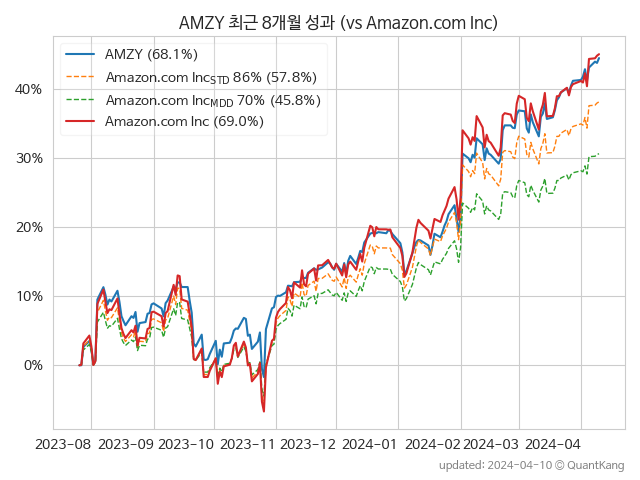 AMZY 최근 8개월 성과 (vs Amazon.com Inc)
AMZY (68.1%)
Amazon.com IncSTD 86% (57.8%)
Amazon.com IncMDD 70% (45.8%)
Amazon.com Inc (69.0%)
40%
30%
20%
10%
0%
2023-08 2023-09 2023-10 2023-11 2023-12 2024-01 2024-02 2024-03 2024-04
updated: 2024-04-10 © QuantKang